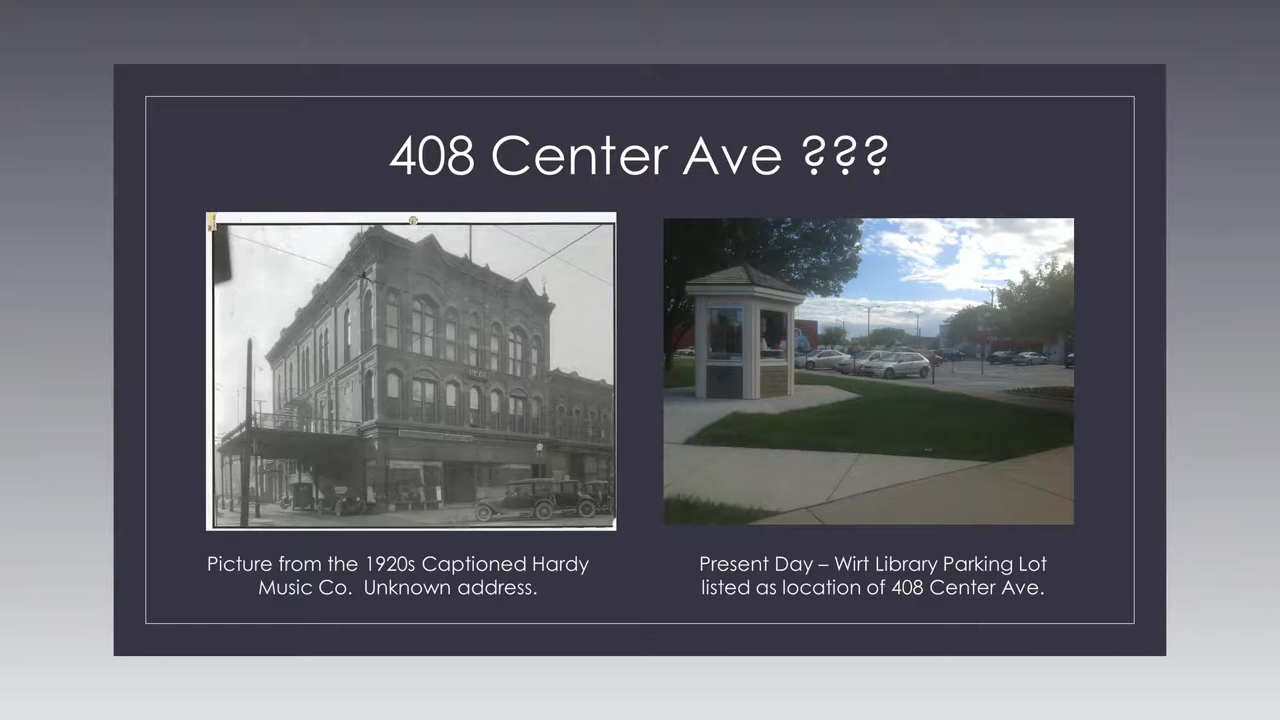 408 Center Ave ???
Picture from the 1920s Captioned Hardy
Music Co.  Unknown address.
Present Day – Wirt Library Parking Lot
listed as location of 408 Center Ave.